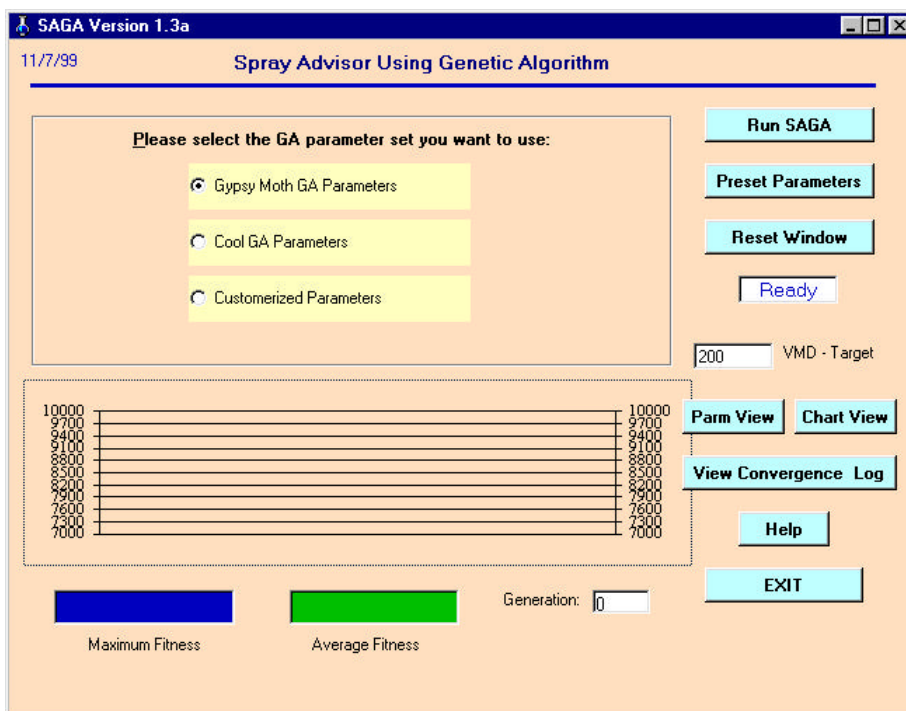 SAGA Version 1.3a
11/7/99
Spray Advisor Using Genetic Algorithm
Please select the GA parameter set you want to use:
Gypsy Moth GA Parameters
Cool GA Parameters
Customerized Parameters
Run SAGA
Preset Parameters
Reset Window
Ready
200 VMD - Target
10000 10000
9700 9700
9400 9400
9100 9100
8800 8800
8500 8500
8200 8200
7900 7900
7600 7600
7300 7300
7000 7000
Parm View Chart View
View Convergence Log
Help
EXIT
Generation: 0
Maximum Fitness
Average Fitness